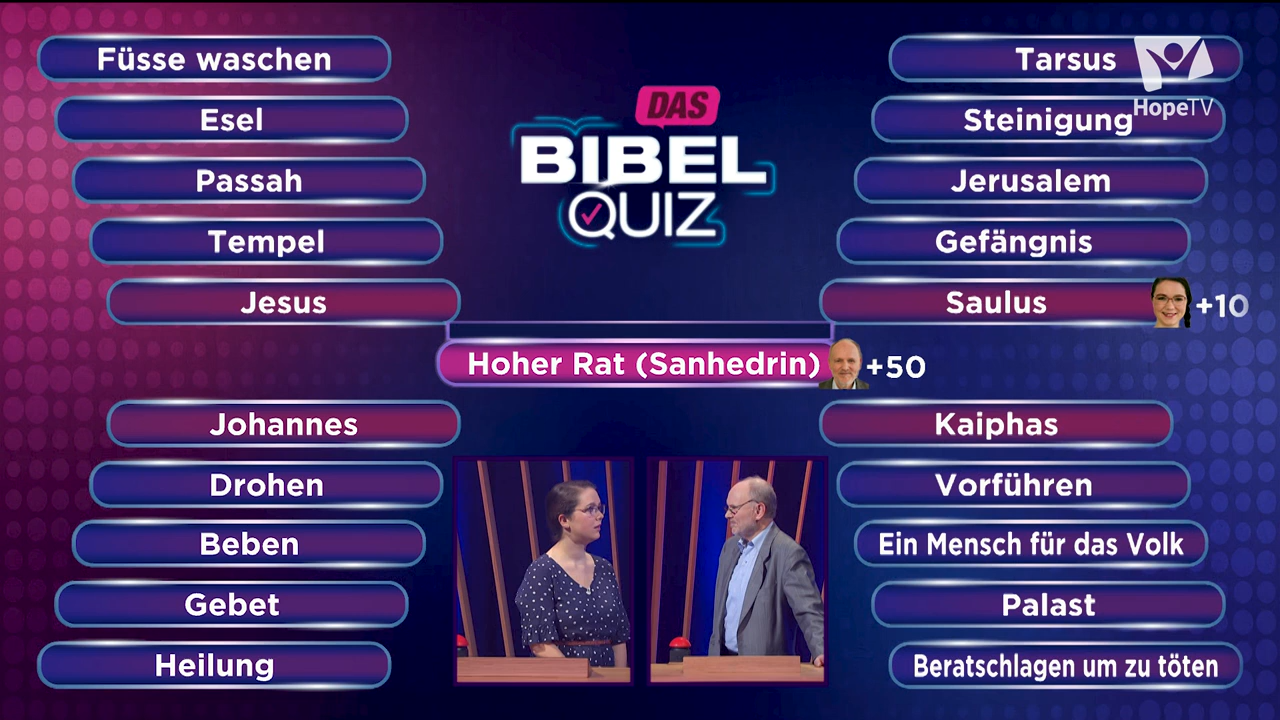 Füsse waschen
Esel
Passah
Tempel
Jesus
DAS
BIBEL
QUIZ
Tarsus
HopeTV
Steinigung
Jerusalem
Gefängnis
Saulus +10
Hoher Rat (Sanhedrin) +50
Johannes
Drohen
Beben
Gebet
Heilung
Kaiphas
Vorführen
Ein Mensch für das Volk
Palast
Beratschlagen um zu töten